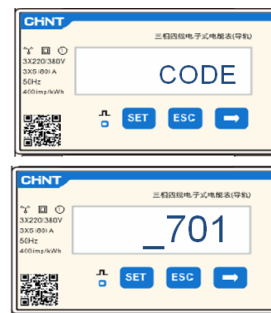 CHNT
三相四线电子式电能表(导轨)
3X220/380V
3X5(80)A
50Hz
400imp/kWh
CODE
SET
ESC
CHNT
三相四线电子式电能表(导轨)
3X220/380V
3X5(80)A
50Hz
400imp/kWh
_701
SET
ESC